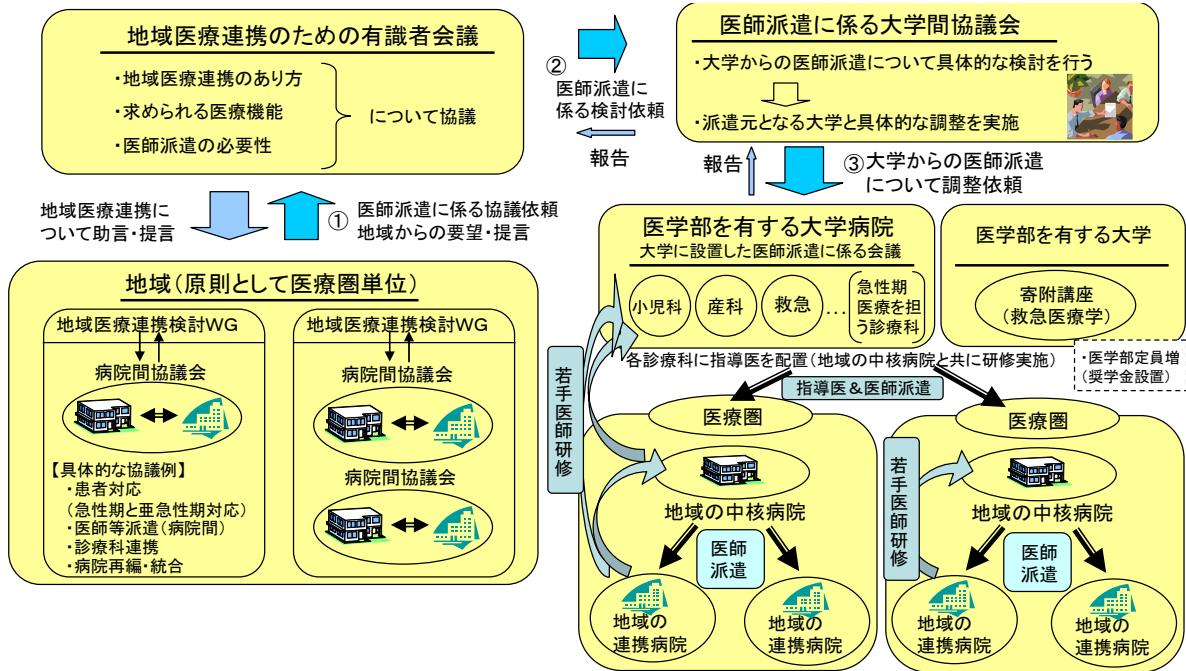 地域医療連携のための有識者会議
・地域医療連携のあり方
・求められる医療機能
・医師派遣の必要性
について協議
②
医師派遣に
係る検討依頼
報告
医師派遣に係る大学間協議会
・大学からの医師派遣について具体的な検討を行う
・派遣元となる大学と具体的な調整を実施
地域医療連携に
ついて助言・提言
①
医師派遣に係る協議依頼
地域からの要望・提言
報告
③
大学からの医師派遣
について調整依頼
地域（原則として医療圏単位）
地域医療連携検討WG
病院間協議会
【具体的な協議例】
・患者対応
(急性期と亜急性期対応)
・医師等派遣(病院間)
・診療科連携
・病院再編・統合
地域医療連携検討WG
病院間協議会
病院間協議会
医学部を有する大学病院
大学に設置した医師派遣に係る会議
小児科
産科
救急
…
急性期
医療を担
う診療科
医学部を有する大学
寄附講座
（救急医療学）
・医学部定員増
（奨学金設置）
各診療科に指導医を配置（地域の中核病院と共に研修実施）
指導医＆医師派遣
若手医師研修
医療圏
地域の中核病院
医師
派遣
地域の
連携病院
地域の
連携病院
若手医師研修
医療圏
地域の中核病院
医師
派遣
地域の
連携病院
地域の
連携病院